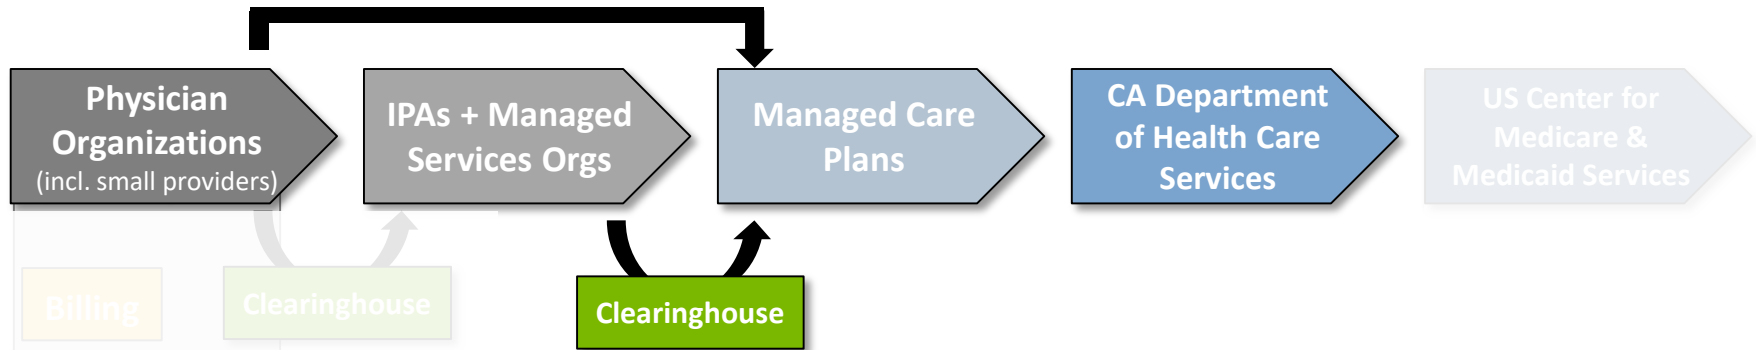 Physician
Organizations
(incl. small providers)
IPAs + Managed
Services Orgs
Managed Care
Plans
CA Department
of Health Care
Services
US Center for
Medicare &
Medicaid Services
Billing
Clearinghouse
Clearinghouse